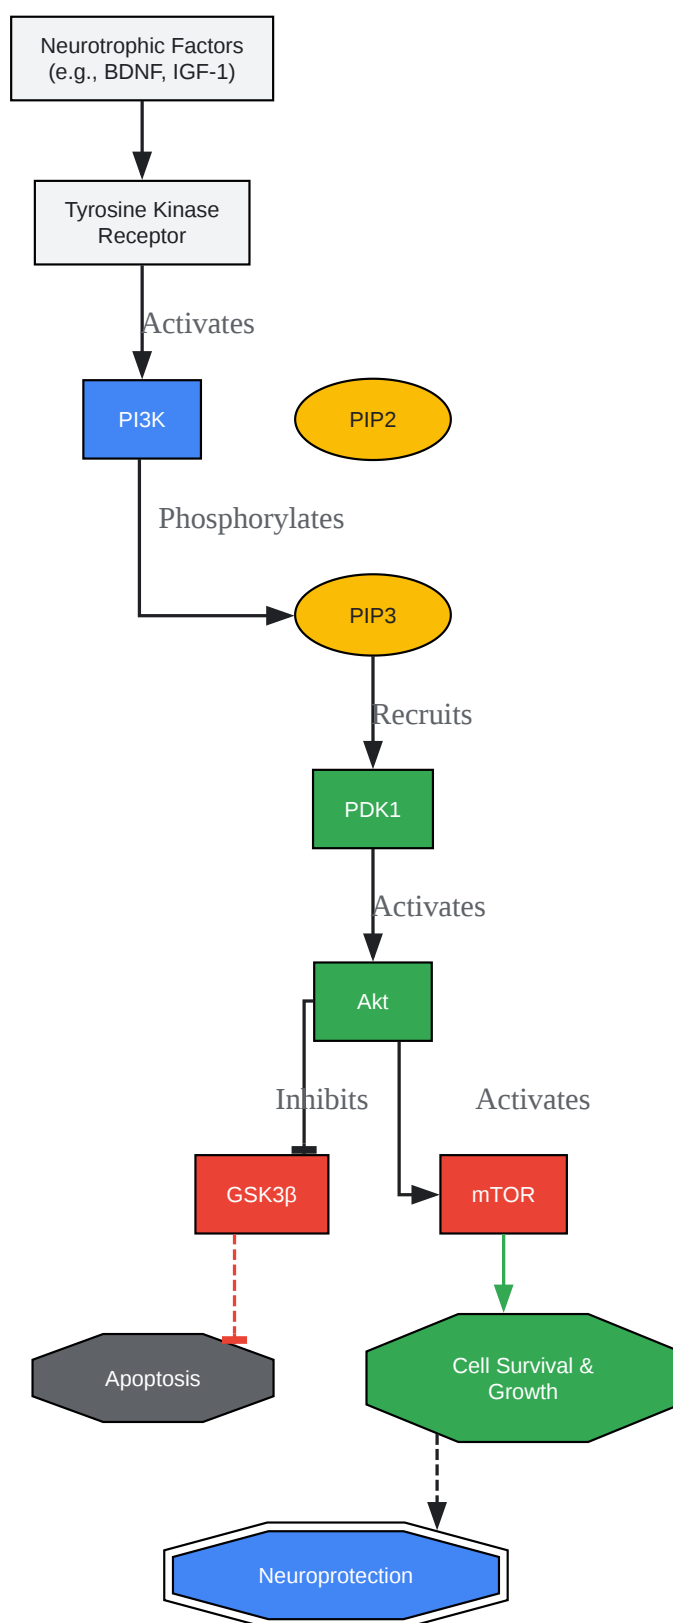 Neurotrophic Factors
(e.g., BDNF, IGF-1)
Tyrosine Kinase
Receptor
Activates
PI3K
PIP2
Phosphorylates
PIP3
Recruits
PDK1
Activates
Akt
Inhibits
Activates
GSK3β
mTOR
Apoptosis
Cell Survival &
Growth
Neuroprotection